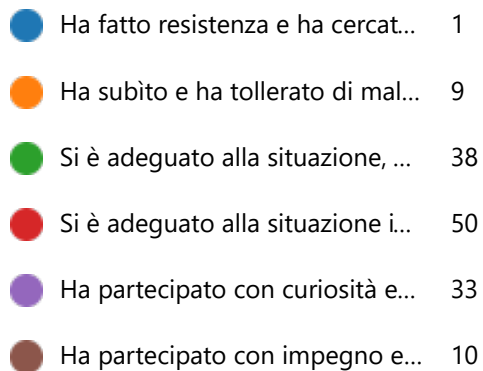 Ha fatto resistenza e ha cercat... 1
Ha subìto e ha tollerato di mal... 9
Si è adeguato alla situazione, ... 38
Si è adeguato alla situazione i... 50
Ha partecipato con curiosità e... 33
Ha partecipato con impegno e... 10